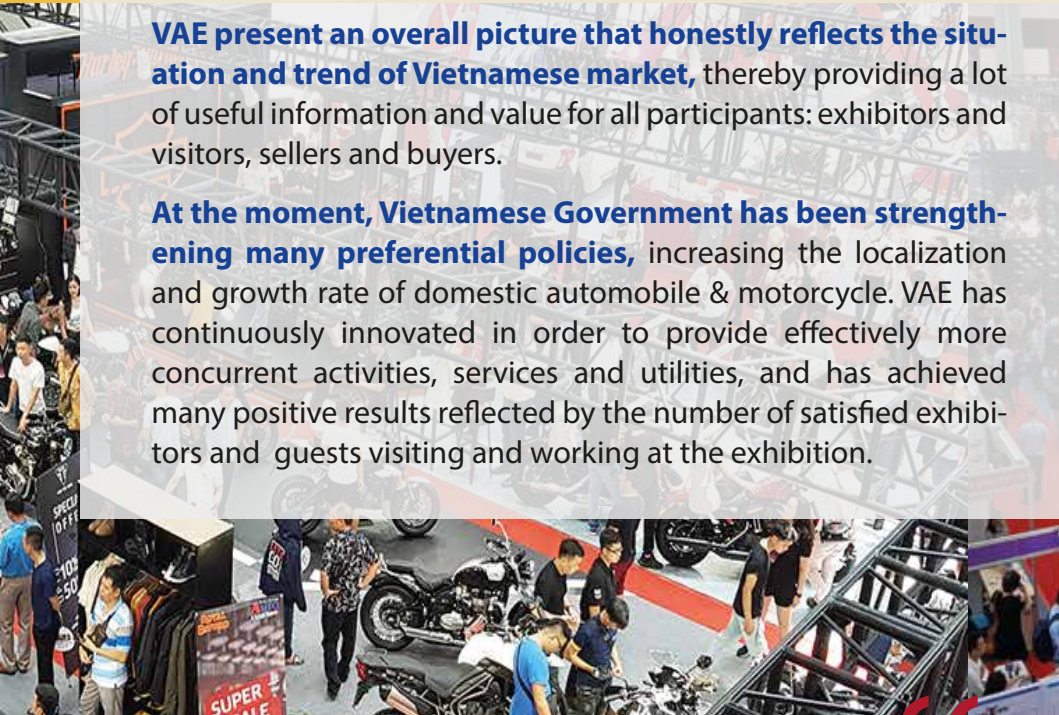 VAE present an overall picture that honestly reflects the situ-
ation and trend of Vietnamese market, thereby providing a lot
of useful information and value for all participants: exhibitors and
visitors, sellers and buyers.
At the moment, Vietnamese Government has been strength-
ening many preferential policies, increasing the localization
and growth rate of domestic automobile & motorcycle. VAE has
continuously innovated in order to provide effectively more
concurrent activities, services and utilities, and has achieved
many positive results reflected by the number of satisfied exhibi-
tors and  guests visiting and working at the exhibition.
SUPER